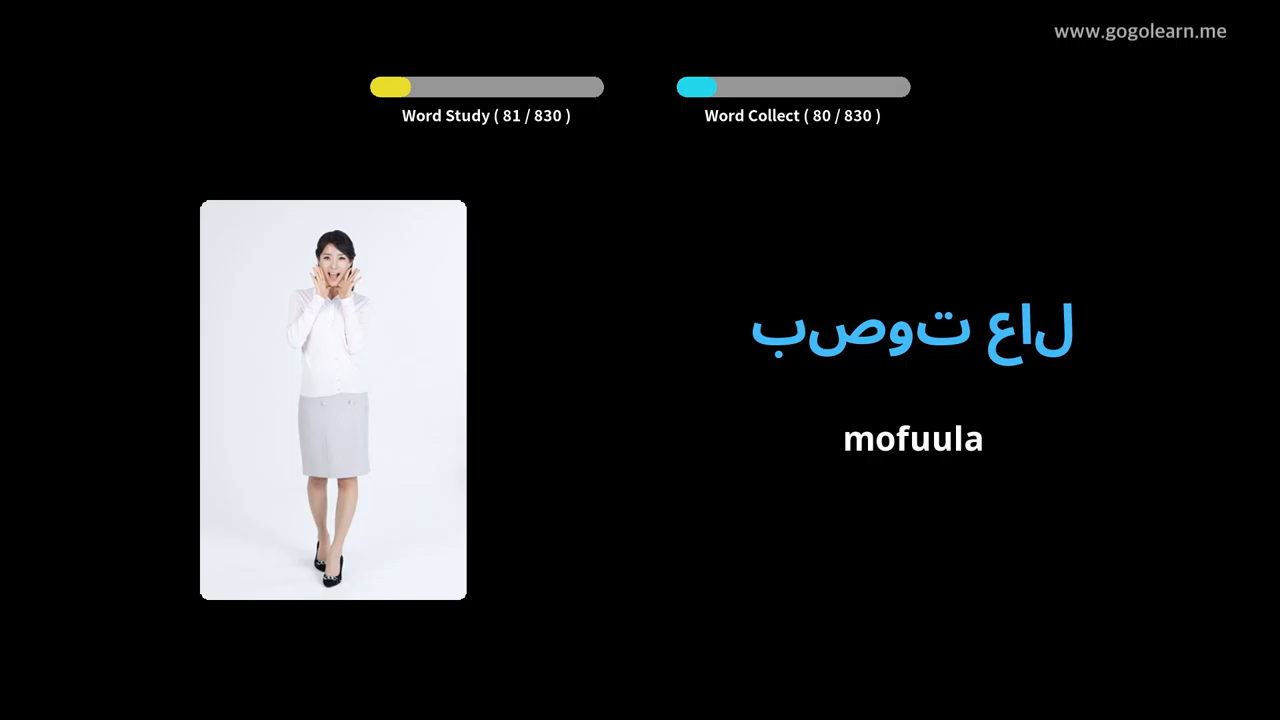 www.gogolearn.me
Word Study ( 81 / 830 )
Word Collect ( 80 / 830 )
بصوت عال
mofuula